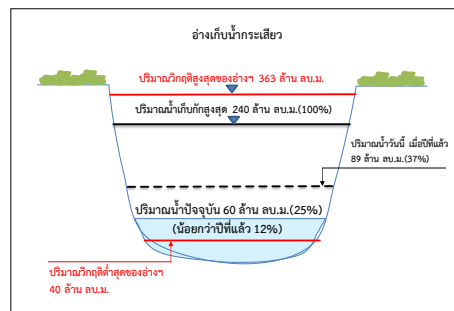 อ่างเก็บน้ำกระเสียว
ปริมาณวิกฤติสูงสุดของอ่างฯ 363 ล้าน ลบ.ม.
ปริมาณน้ำเก็บกักสูงสุด 240 ล้าน ลบ.ม.(100%)
ปริมาณน้ำวันนี้ เมื่อปีที่แล้ว
89 ล้าน ลบ.ม.(37%)
ปริมาณน้ำปัจจุบัน 60 ล้าน ลบ.ม.(25%)
(น้อยกว่าปีที่แล้ว 12%)
ปริมาณวิกฤติต่ำสุดของอ่างฯ
40 ล้าน ลบ.ม.